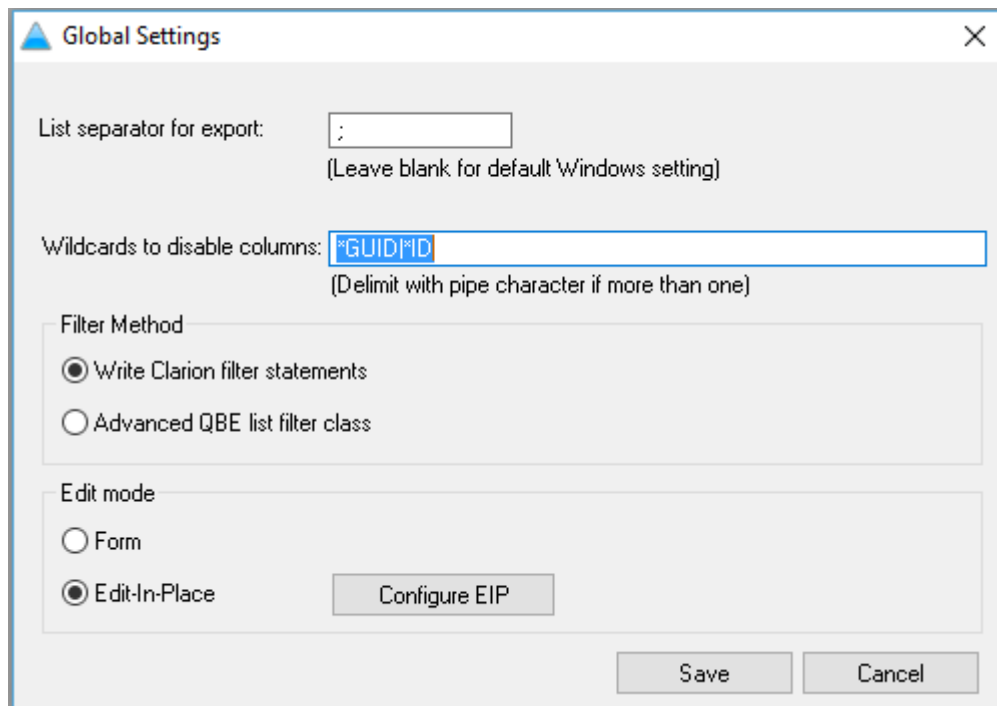 Global Settings
List separator for export: ;
(Leave blank for default Windows setting)
Wildcards to disable columns: *GUID|*ID
(Delimit with pipe character if more than one)
Filter Method
Write Clarion filter statements
Advanced QBE list filter class
Edit mode
Form
Edit-In-Place Configure EIP
Save Cancel